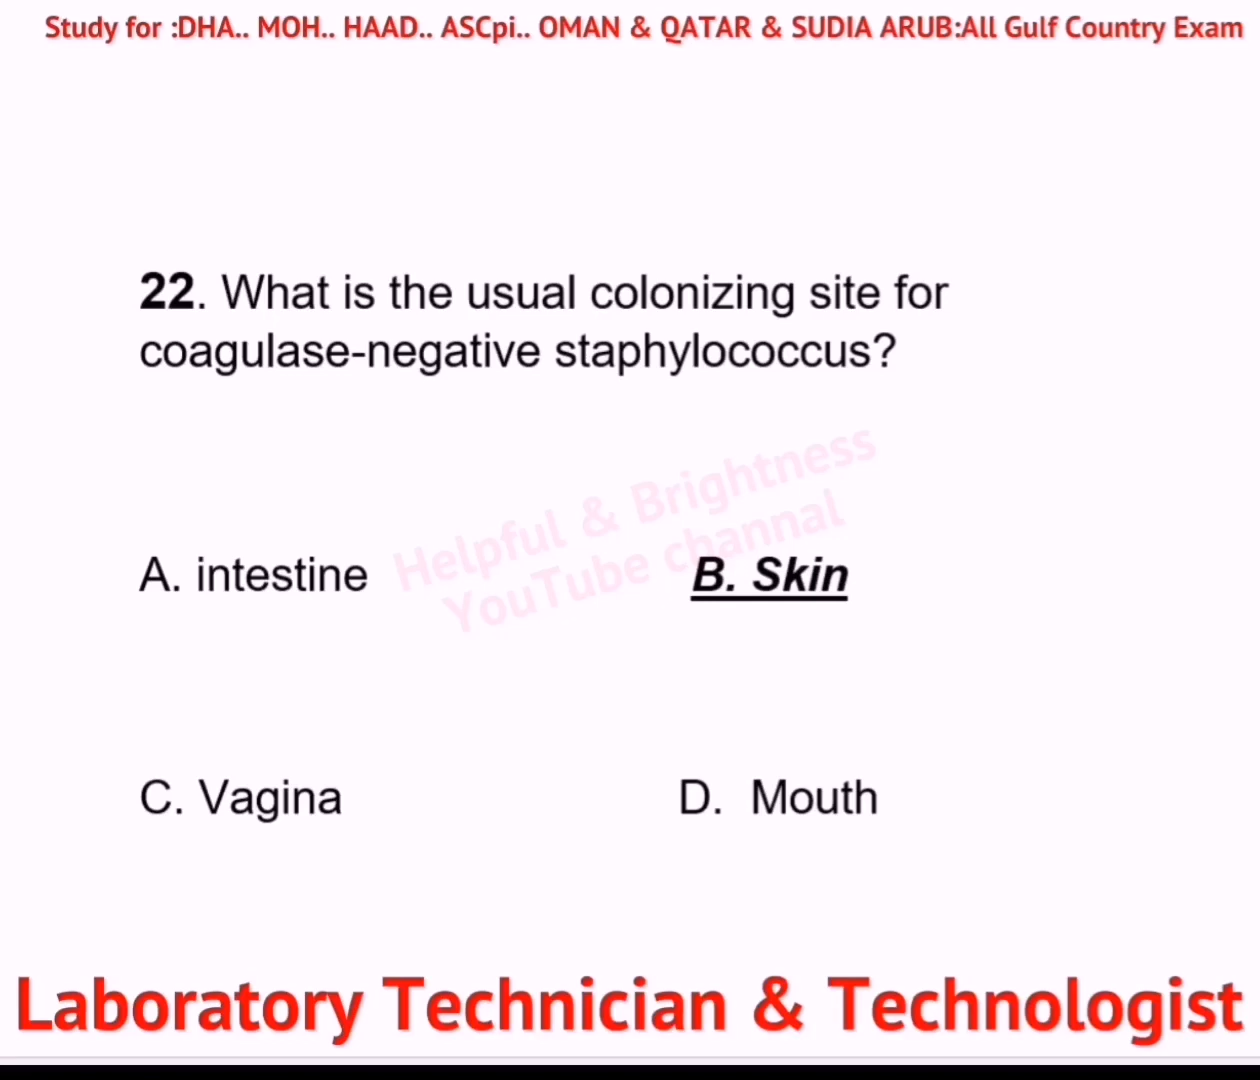 Study for :DHA.. MOH.. HAAD.. ASCpi.. OMAN & QATAR & SUDIA ARUB:All Gulf Country Exam
22. What is the usual colonizing site for
coagulase-negative staphylococcus?
Helpful & Brightness
YouTube channal
A. intestine
B. Skin
C. Vagina
D. Mouth
Laboratory Technician & Technologist